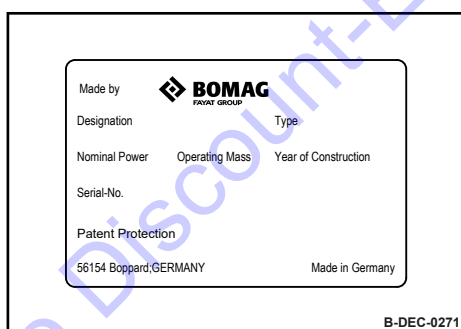 Made by BOMAG
FAYAT GROUP
Designation Type
Nominal Power Operating Mass Year of Construction
Serial-No.
Patent Protection
56154 Boppard;GERMANY Made in Germany
B-DEC-0271